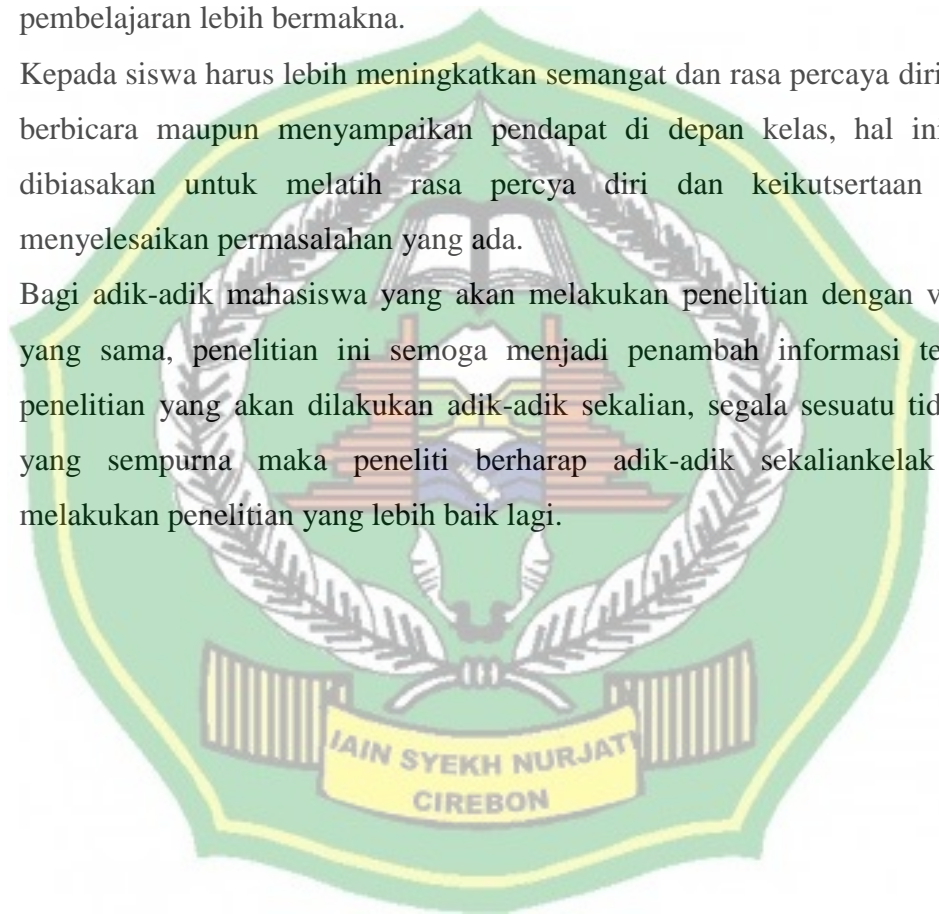 pembelajaran lebih bermakna.
Kepada siswa harus lebih meningkatkan semangat dan rasa percaya diri
berbicara maupun menyampaikan pendapat di depan kelas, hal ini
dibiasakan untuk melatih rasa percya diri dan keikutsertaan
menyelesaikan permasalahan yang ada.
Bagi adik-adik mahasiswa yang akan melakukan penelitian dengan v
yang sama, penelitian ini semoga menjadi penambah informasi te
penelitian yang akan dilakukan adik-adik sekalian, segala sesuatu tid
yang sempurna maka peneliti berharap adik-adik sekaliankelak
melakukan penelitian yang lebih baik lagi.
IAIN SYEKH NURJATI
CIREBON